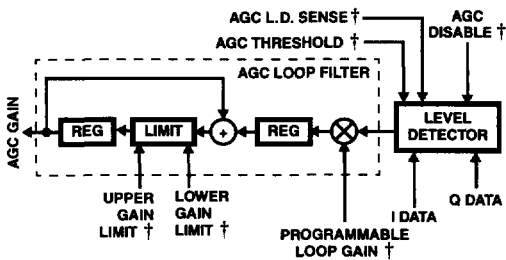 AGC L.D. SENSE †
AGC THRESHOLD †
AGC
DISABLE †
AGC LOOP FILTER
AGC GAIN
REG
LIMIT
+
REG
LEVEL
DETECTOR
UPPER
GAIN
LIMIT †
LOWER
GAIN
LIMIT †
PROGRAMMABLE
LOOP GAIN †
I DATA
Q DATA